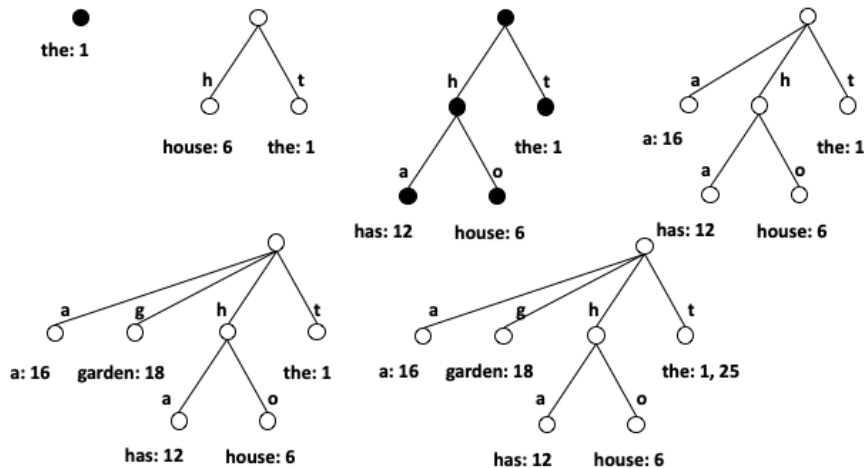 the: 1
h t
house: 6 the: 1
h t
the: 1
a o
has: 12 house: 6
a h t
a: 16
the: 1
a o
has: 12 house: 6
a g h t
a: 16 garden: 18 the: 1
a o
has: 12 house: 6
a g h t
a: 16 garden: 18 the: 1, 25
a o
has: 12 house: 6